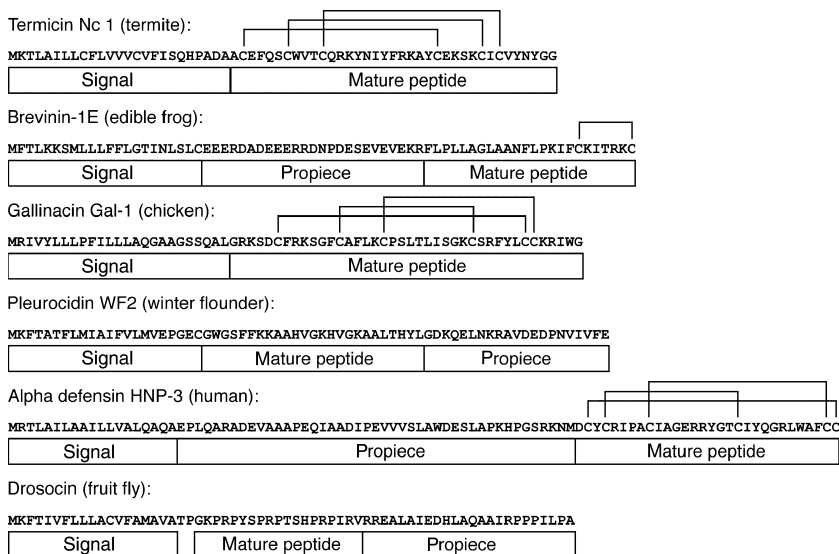 Termicin Nc 1 (termite):
MKTLAILLCFLVVVCVFISQHPADAACEFQSCWVTCQRKYNIYFRKAYCEKSKCICVYNYGG
Signal Mature peptide
Brevinin-1E (edible frog):
MFTLKKSMLLLFFLGTINLSLCEEERDADEEERRDNPDESEVEVEKRFLPLLAGLAANFLPKIFCKITRKC
Signal Propiece Mature peptide
Gallinacin Gal-1 (chicken):
MRIVYLLLPFILLLAQGAAGSSQALGRKSDCFRKSGFCAFLKCPSLTLISGKCSRFYLCCKRIWG
Signal Mature peptide
Pleurocidin WF2 (winter flounder):
MKFTATFLMIAIFVLMVEPGECGWGSFFKKAAHVGKHVGKAALTHYLGDKQELNKRAVDEDPNVIVFE
Signal Mature peptide Propiece
Alpha defensin HNP-3 (human):
MRTLAILAAILLVALQAQAEPLQARADEVAAAPEQIAADIPEVVVSLAWDESLAPKHPGSRKNMDCYCRIPACIAGERRYGTCIYQGRLWAFCC
Signal Propiece Mature peptide
Drosocin (fruit fly):
MKFTIVFLLLACVFAMAVATPGKPRPYSPRPTSHPRPIRVRREALAIEDHLAQAAIRPPPILPA
Signal Mature peptide Propiece